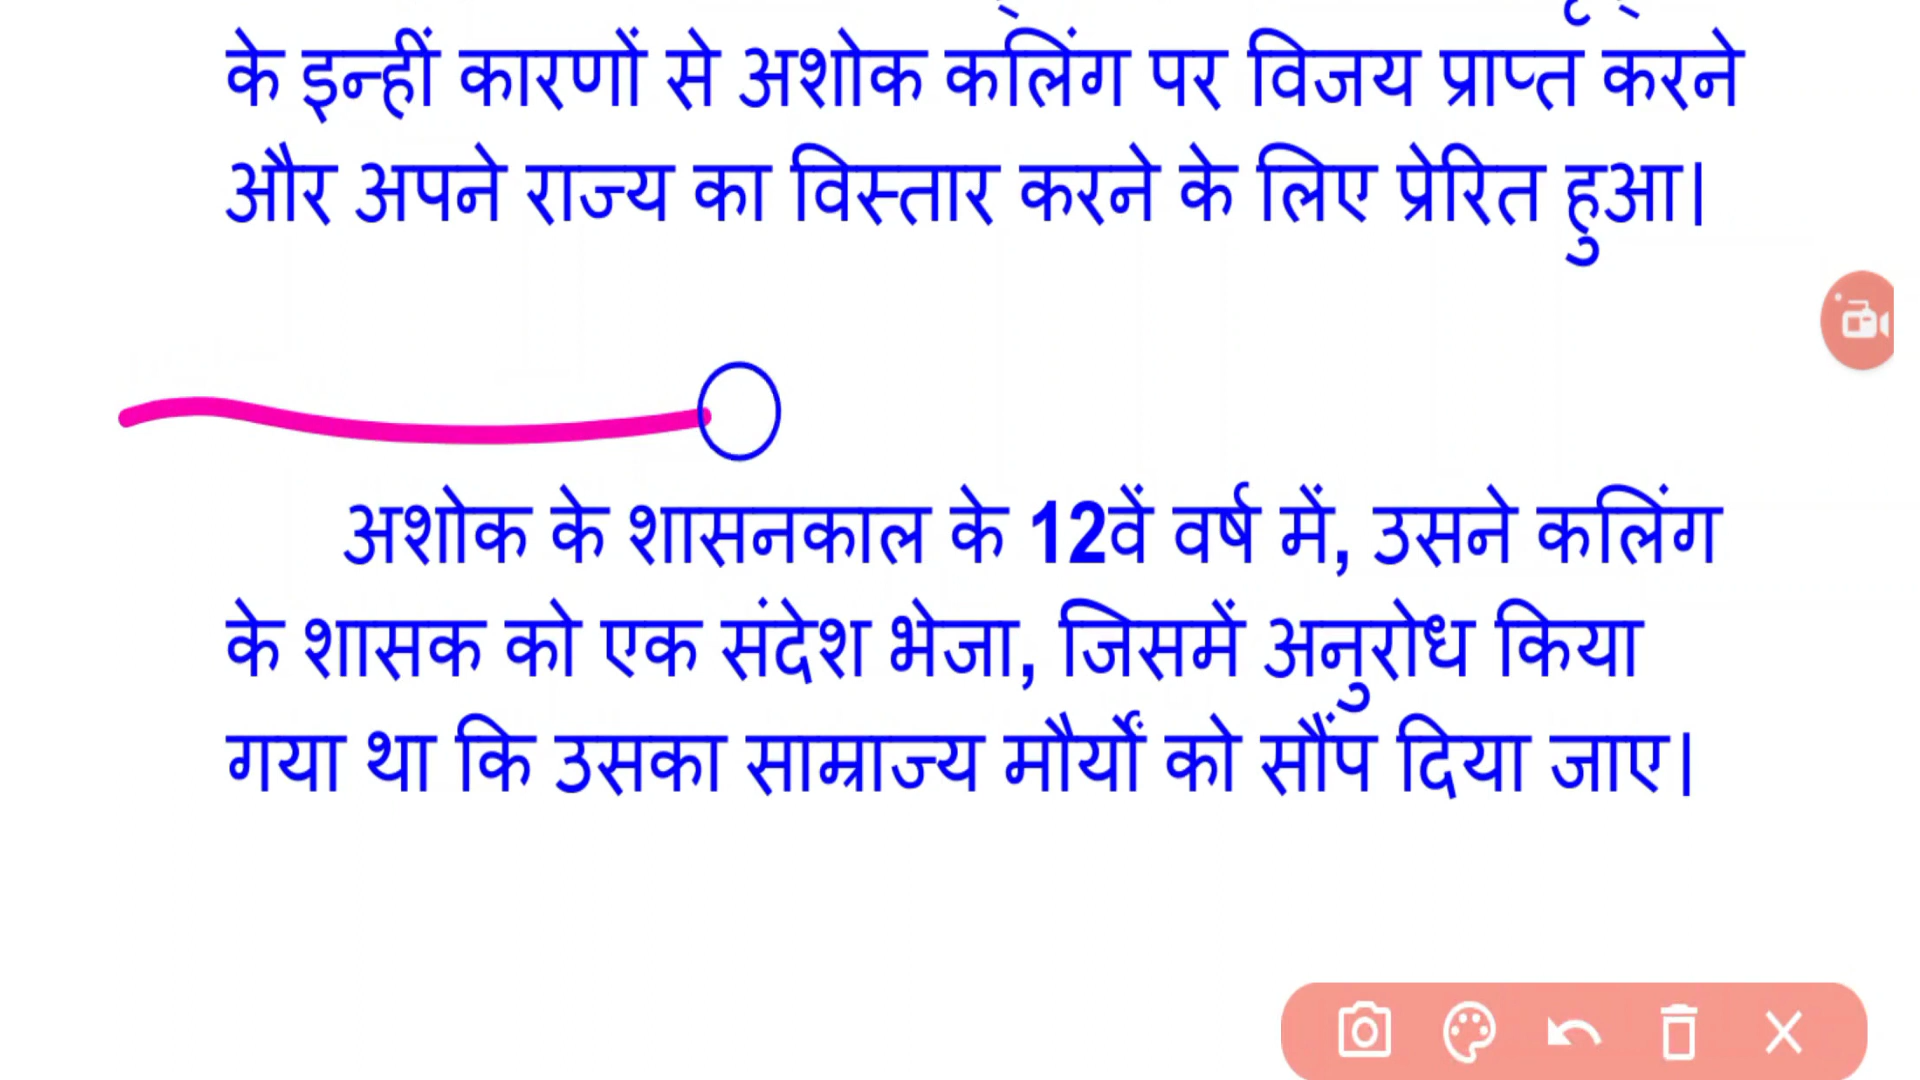 के इन्हीं कारणों से अशोक कलिंग पर विजय प्राप्त करने
और अपने राज्य का विस्तार करने के लिए प्रेरित हुआ।
अशोक के शासनकाल के 12वें वर्ष में, उसने कलिंग
के शासक को एक संदेश भेजा, जिसमें अनुरोध किया
गया था कि उसका साम्राज्य मौर्यों को सौंप दिया जाए।